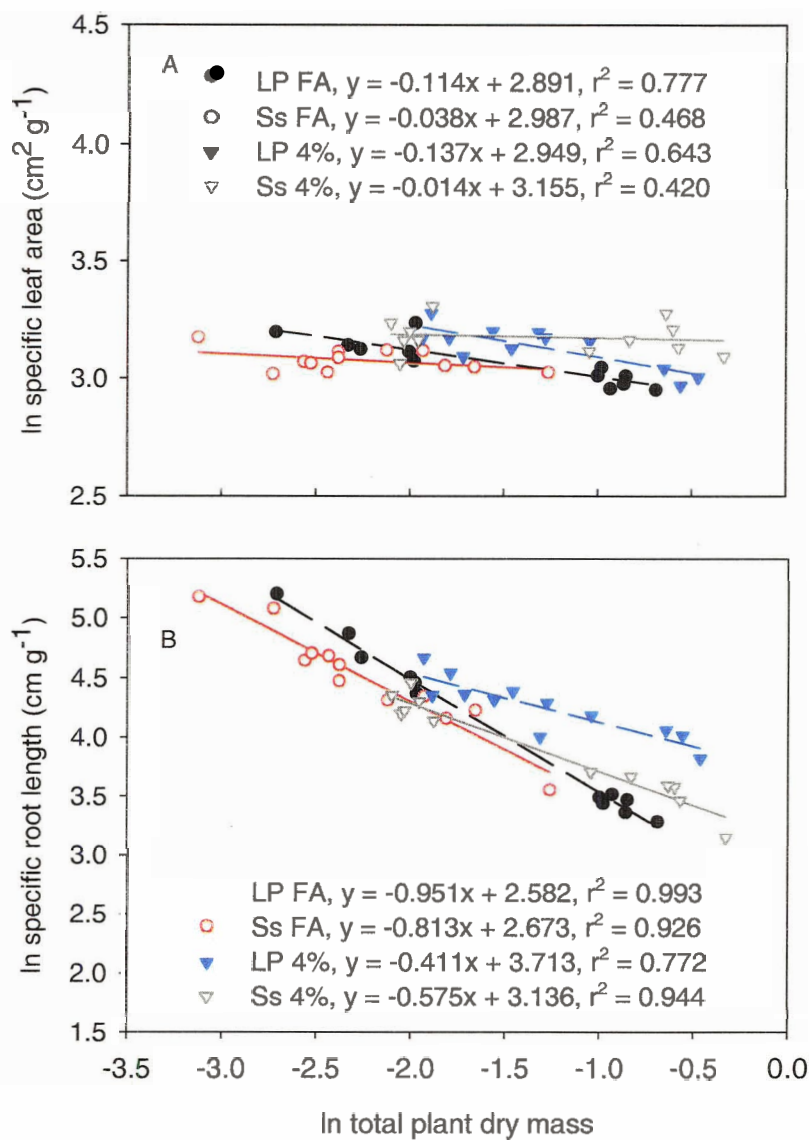 4.5
A
LP FA, y = -0.114x + 2.891, r² = 0.777
Ss FA, y = -0.038x + 2.987, r² = 0.468
LP 4%, y = -0.137x + 2.949, r² = 0.643
Ss 4%, y = -0.014x + 3.155, r² = 0.420
4.0
3.5
3.0
2.5
ln specific leaf area (cm² g⁻¹)
5.5
5.0
B
4.5
4.0
3.5
3.0
2.5
2.0
1.5
ln specific root length (cm g⁻¹)
LP FA, y = -0.951x + 2.582, r² = 0.993
Ss FA, y = -0.813x + 2.673, r² = 0.926
LP 4%, y = -0.411x + 3.713, r² = 0.772
Ss 4%, y = -0.575x + 3.136, r² = 0.944
-3.5 -3.0 -2.5 -2.0 -1.5 -1.0 -0.5 0.0
ln total plant dry mass